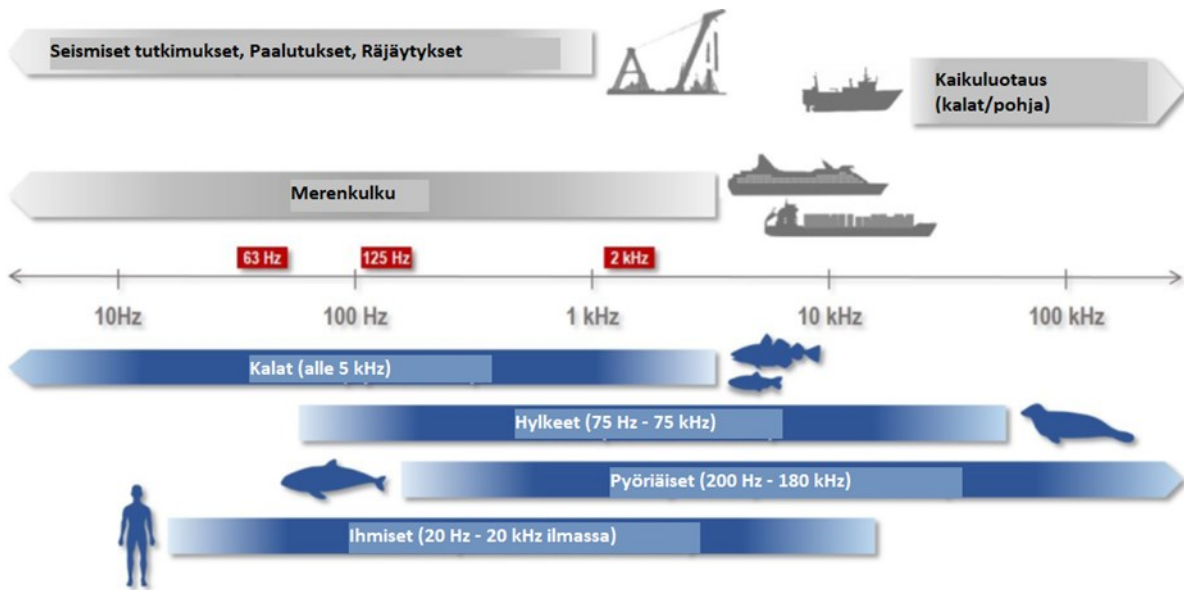 Seismiset tutkimukset, Paalutukset, Räjäytykset
Kaikuluotaus
(kalat/pohja)
Merenkulku
63 Hz
125 Hz
2 kHz
10Hz
100 Hz
1 kHz
10 kHz
100 kHz
Kalat (alle 5 kHz)
Hylkeet (75 Hz - 75 kHz)
Pyöriäiset (200 Hz - 180 kHz)
Ihmiset (20 Hz - 20 kHz ilmassa)